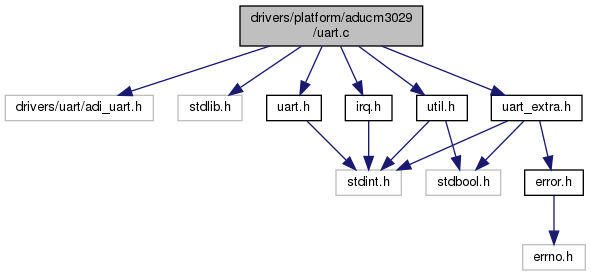 drivers/platform/aducm3029
/uart.c
drivers/uart/adi_uart.h
stdlib.h
uart.h
irq.h
util.h
uart_extra.h
stdint.h
stdbool.h
error.h
errno.h